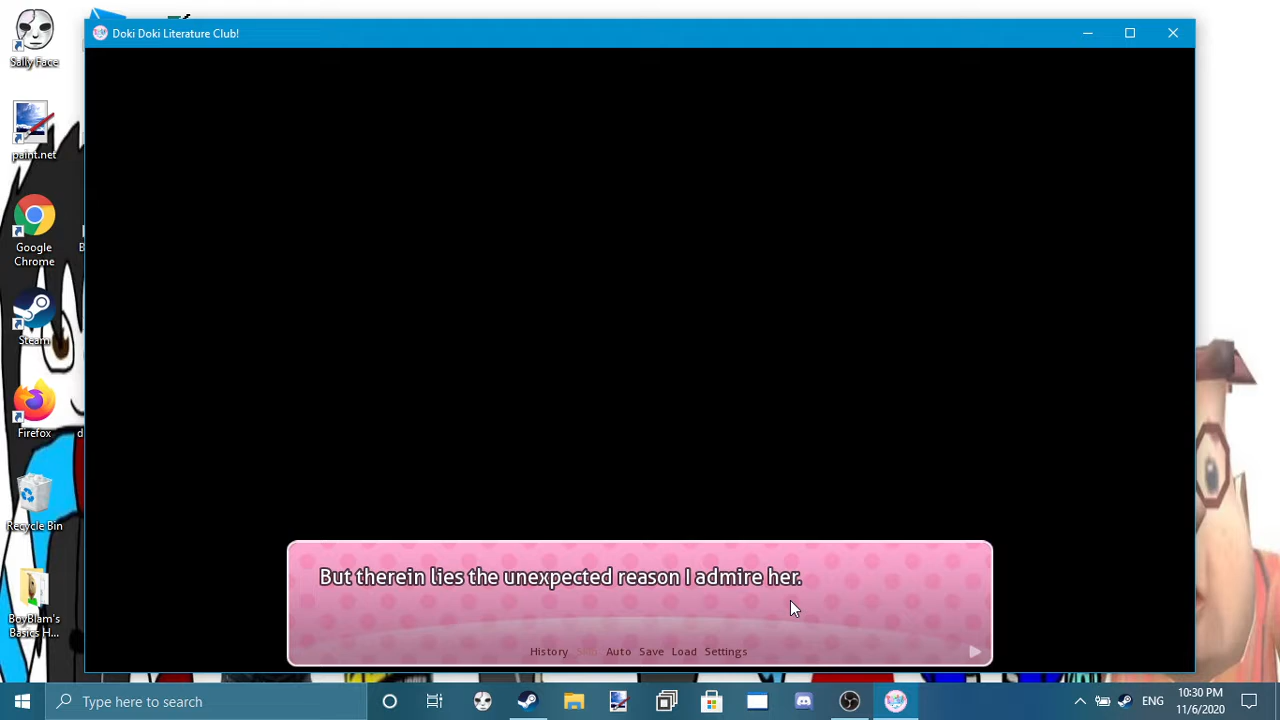 Doki Doki Literature Club!
Sally Face
paint.net
Google
Chrome
Steam
Firefox
Recycle Bin
BoyBlam's
Basics H...
But therein lies the unexpected reason I admire her.
History Skip Auto Save Load Settings
Type here to search
ENG
10:30 PM
11/6/2020